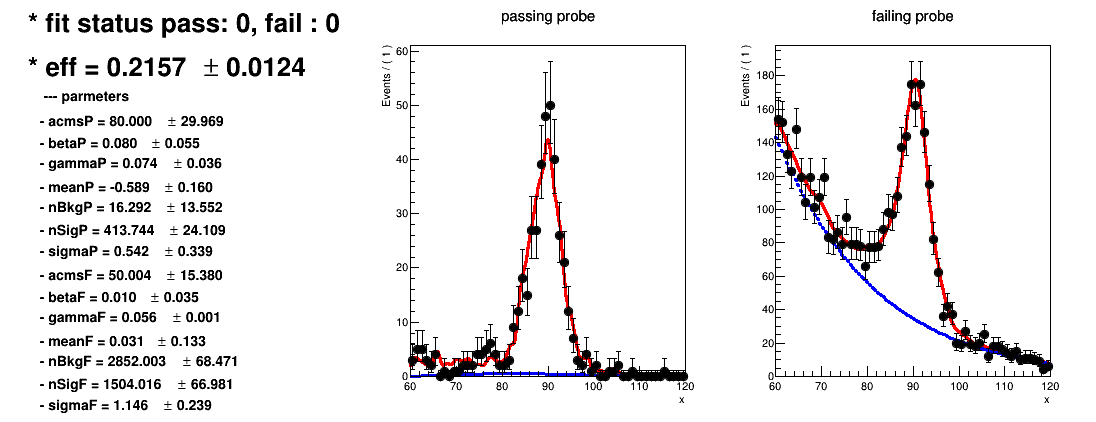 * fit status pass: 0, fail : 0
* eff = 0.2157 ± 0.0124
--- parmeters
- acmsP = 80.000 ± 29.969
- betaP = 0.080 ± 0.055
- gammaP = 0.074 ± 0.036
- meanP = -0.589 ± 0.160
- nBkgP = 16.292 ± 13.552
- nSigP = 413.744 ± 24.109
- sigmaP = 0.542 ± 0.339
- acmsF = 50.004 ± 15.380
- betaF = 0.010 ± 0.035
- gammaF = 0.056 ± 0.001
- meanF = 0.031 ± 0.133
- nBkgF = 2852.003 ± 68.471
- nSigF = 1504.016 ± 66.981
- sigmaF = 1.146 ± 0.239
passing probe
Events / ( 1 )
60
50
40
30
20
10
0
60 70 80 90 100 110 120
x
failing probe
Events / ( 1 )
180
160
140
120
100
80
60
40
20
0
60 70 80 90 100 110 120
x